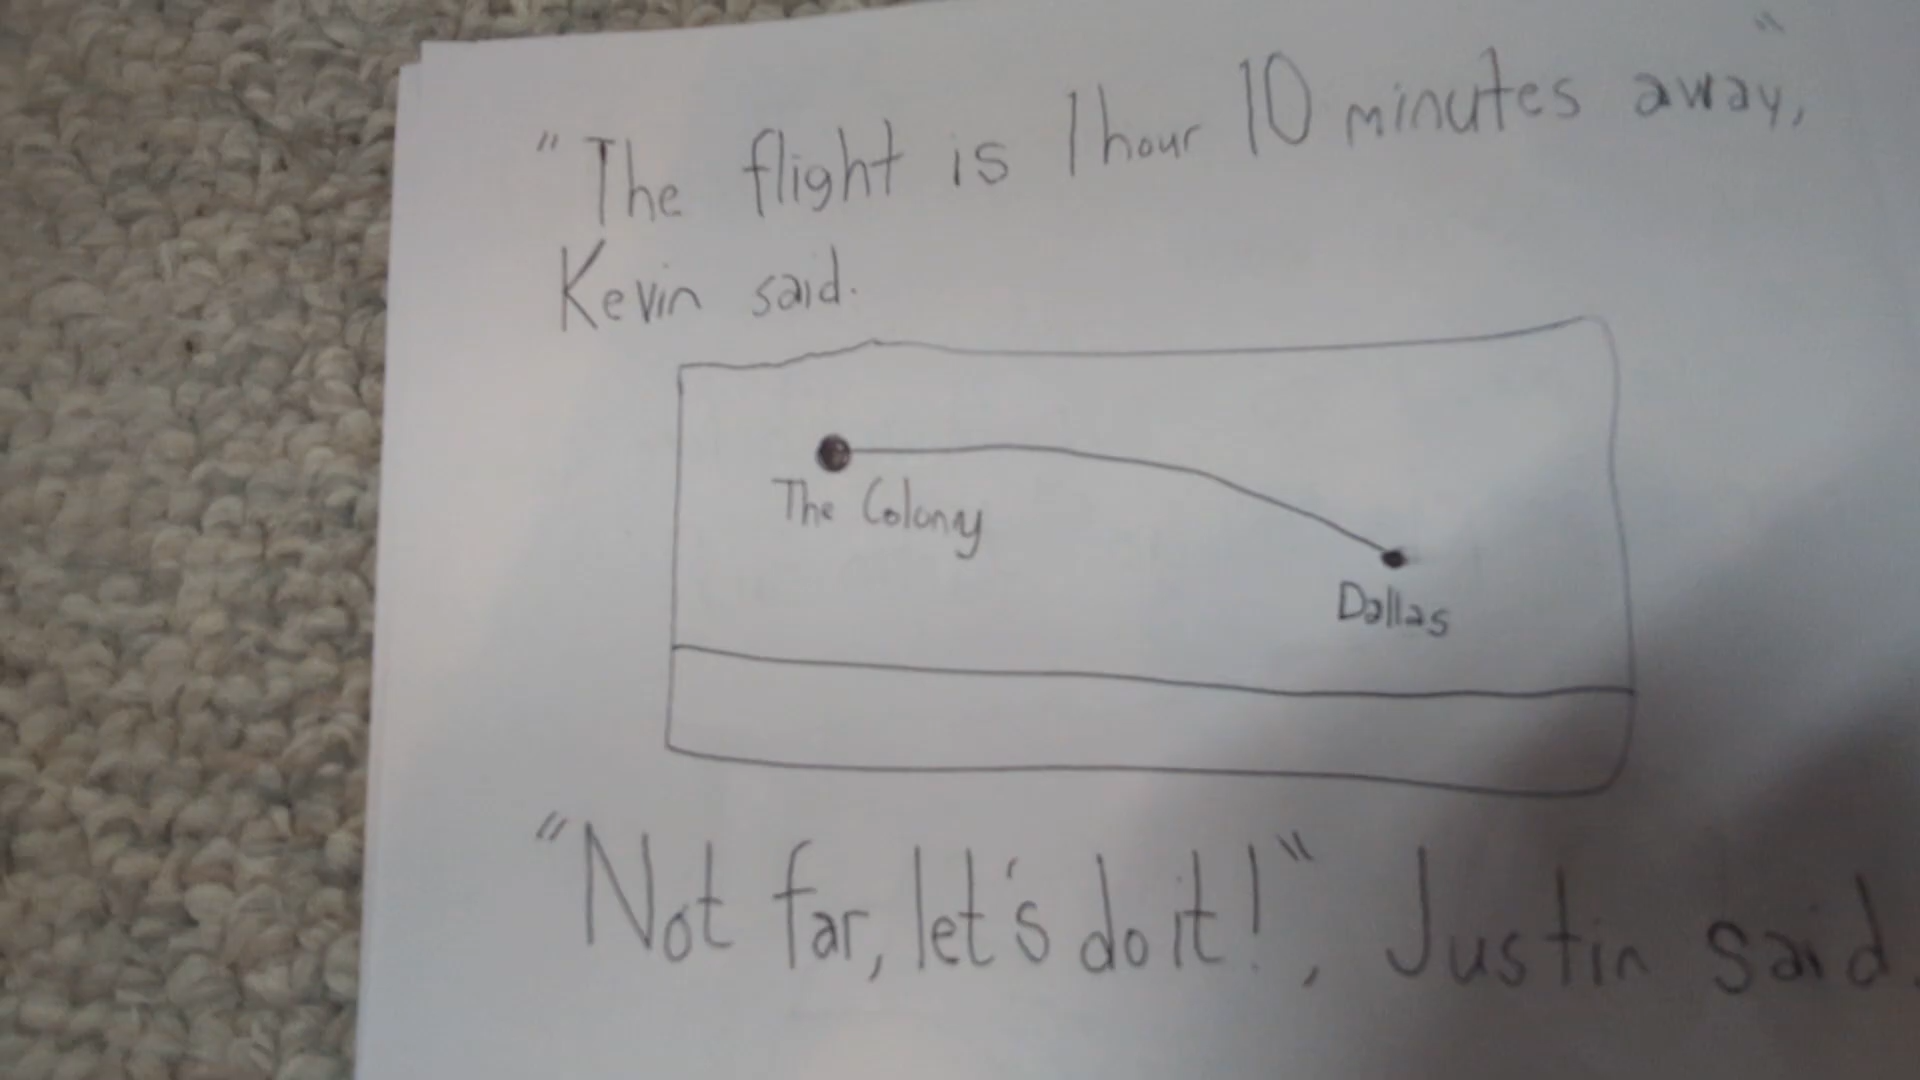 "The flight is 1 hour 10 minutes away,"
Kevin said.
The Colony
Dallas
"Not far, let's do it!", Justin said.